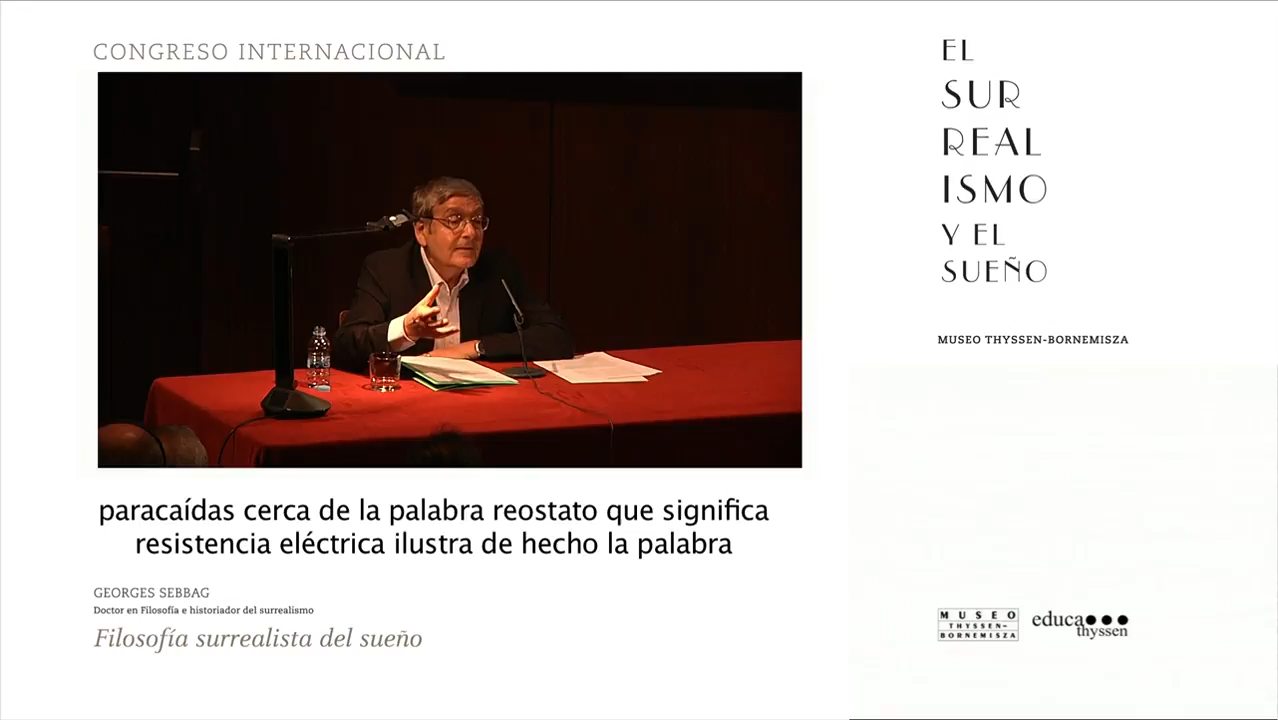 CONGRESO INTERNACIONAL
EL
SUR
REAL
ISMO
Y EL
SUEÑO
MUSEO THYSSEN-BORNEMISZA
paracaídas cerca de la palabra reostato que significa
resistencia eléctrica ilustra de hecho la palabra
GEORGES SEBBAG
Doctor en Filosofía e historiador del surrealismo
Filosofía surrealista del sueño
MUSEO
THYSSEN-
BORNEMISZA
educa
thyssen